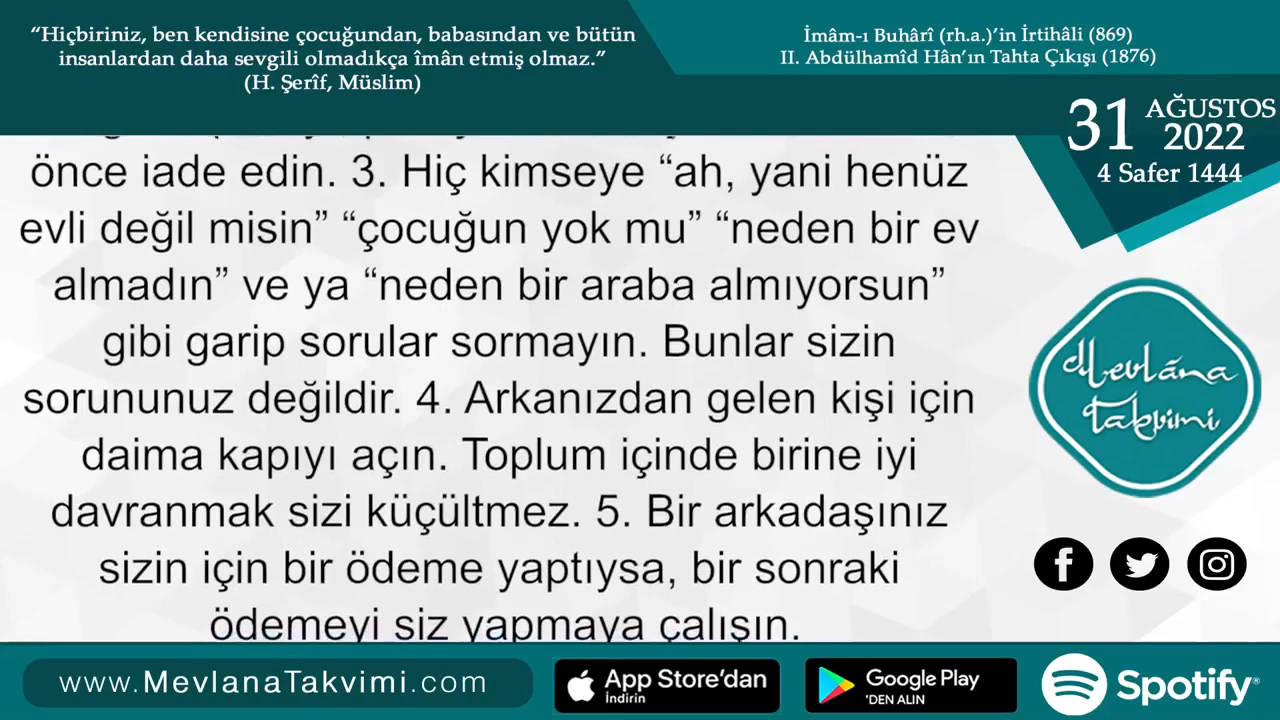 “Hiçbiriniz, ben kendisine çocuğundan, babasından ve bütün
insanlardan daha sevgili olmadıkça îmân etmiş olmaz.”
(H. Şerîf, Müslim)
İmâm-ı Buhârî (rh.a.)’in İrtihâli (869)
II. Abdülhamîd Hân’ın Tahta Çıkışı (1876)
31 AĞUSTOS
2022
4 Safer 1444
önce iade edin. 3. Hiç kimseye “ah, yani henüz
evli değil misin” “çocuğun yok mu” “neden bir ev
almadın” ve ya “neden bir araba almıyorsun”
gibi garip sorular sormayın. Bunlar sizin
sorununuz değildir. 4. Arkanızdan gelen kişi için
daima kapıyı açın. Toplum içinde birine iyi
davranmak sizi küçültmez. 5. Bir arkadaşınız
sizin için bir ödeme yaptıysa, bir sonraki
ödemeyi siz yapmaya çalışın.
Mevlâna
takvimi
www.MevlanaTakvimi.com
App Store’dan
İndirin
Google Play
'DEN ALIN
Spotify